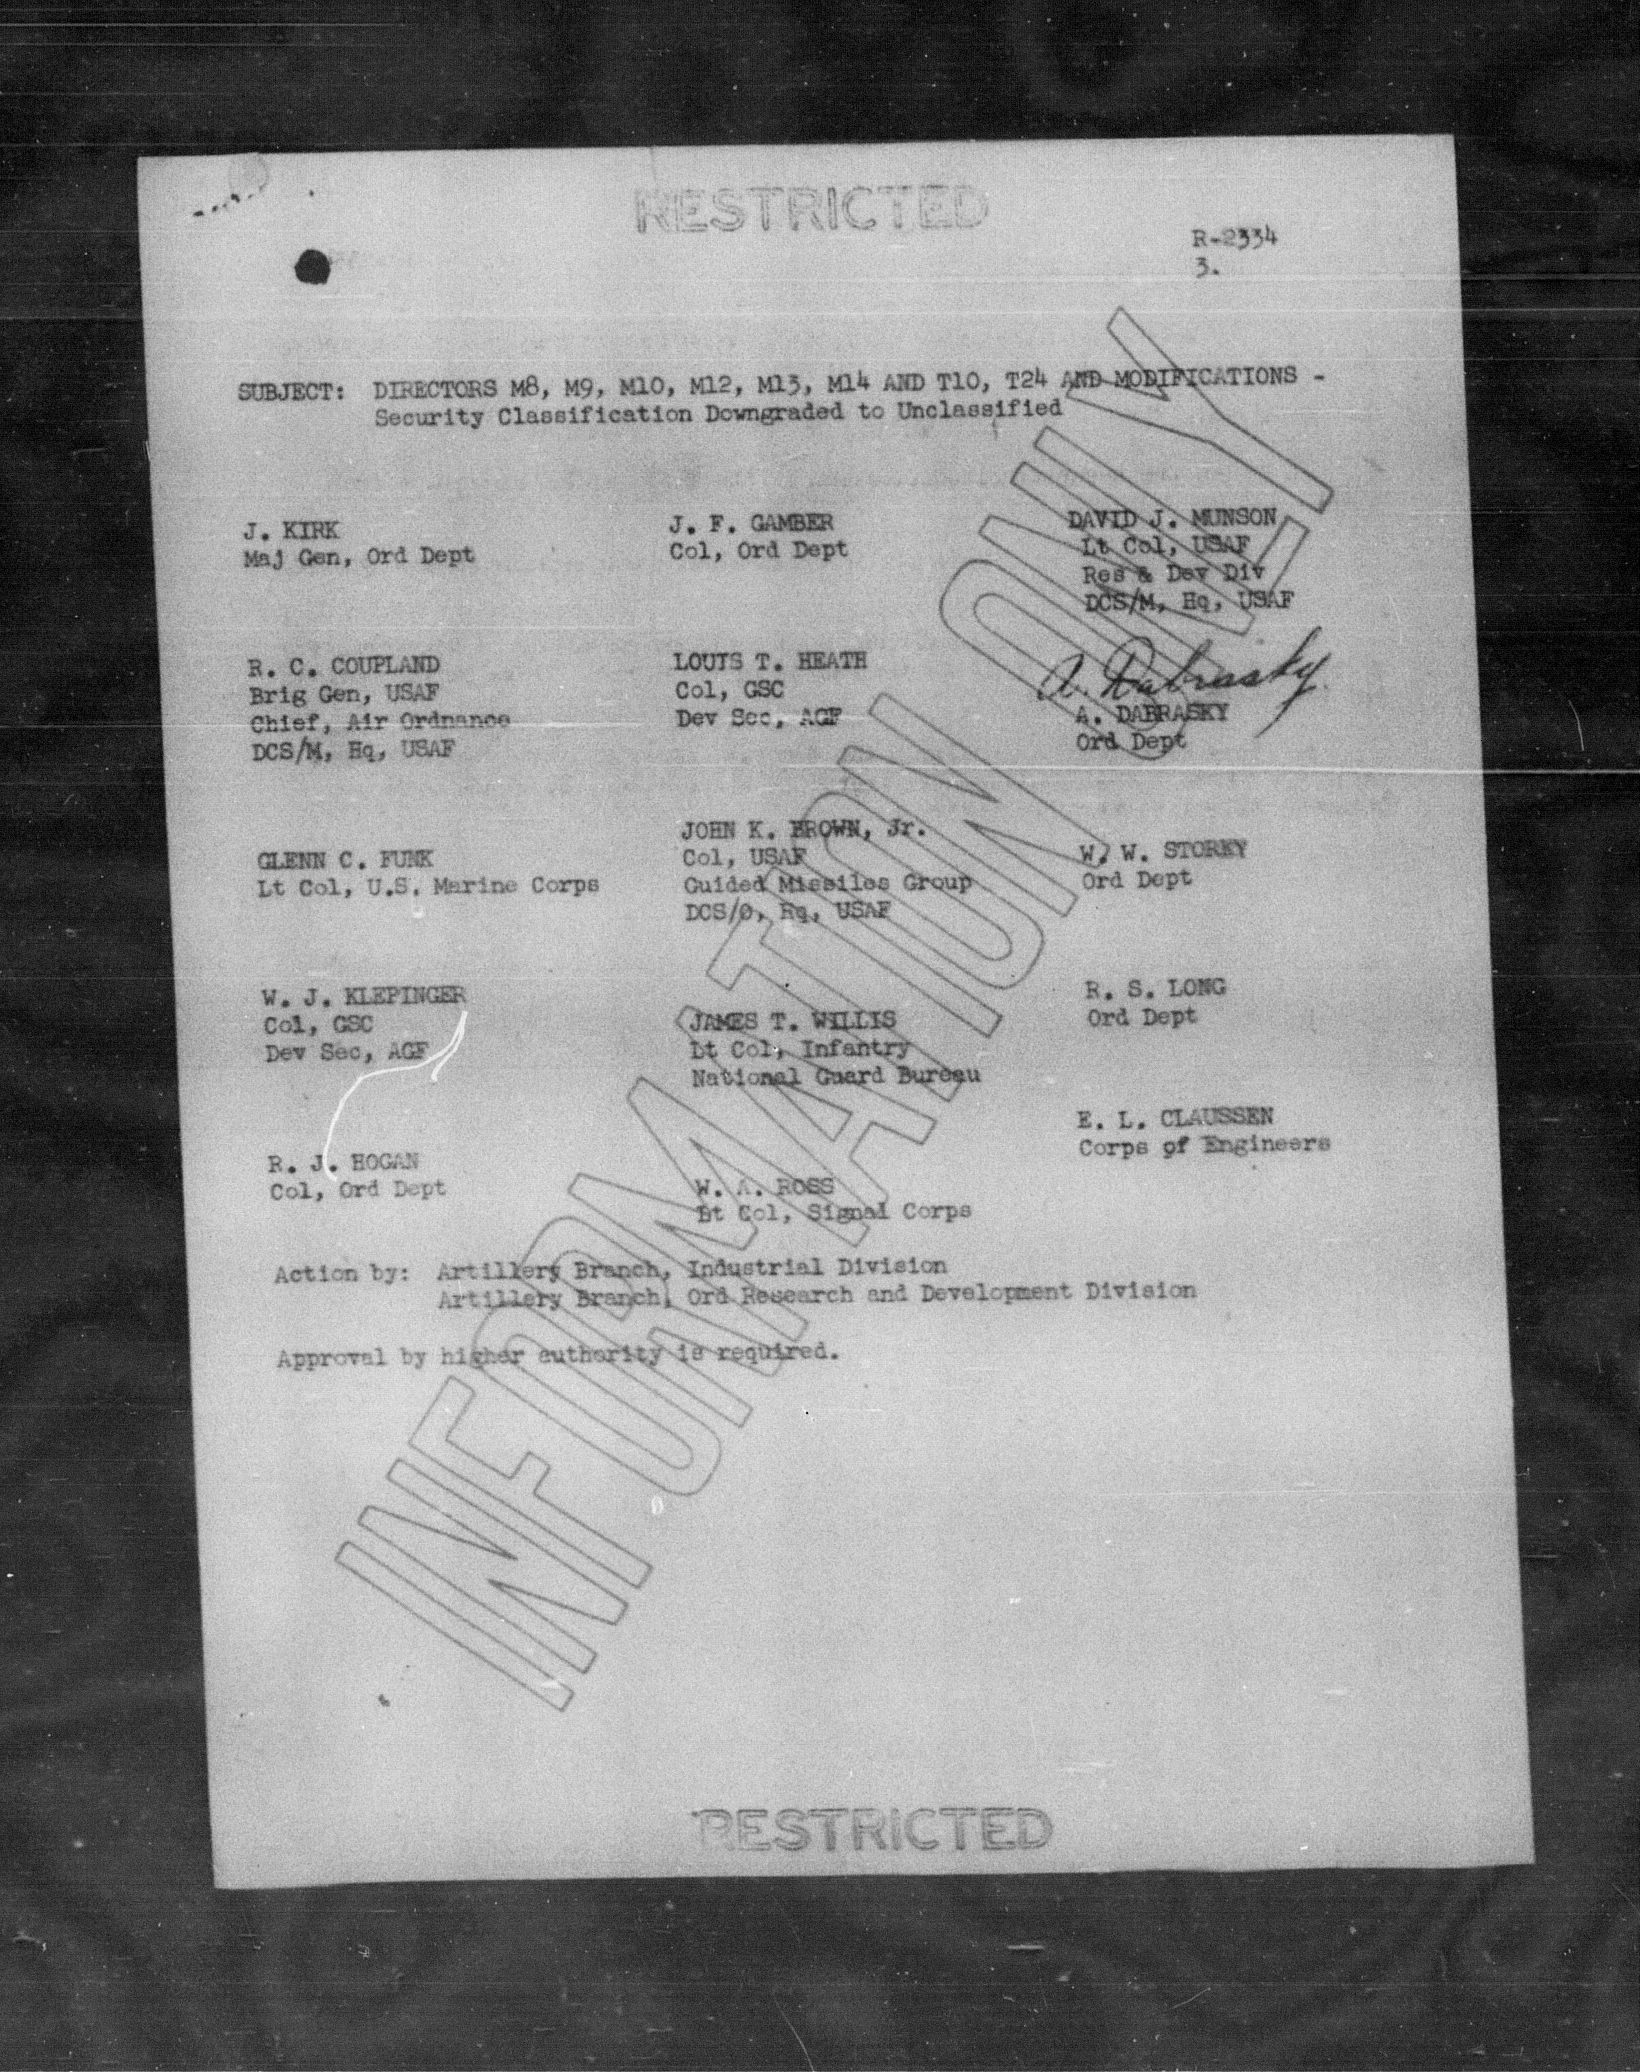 RESTRICTED
R-2334
3.
SUBJECT: DIRECTORS M8, M9, M10, M12, M13, M14 AND T10, T24 AND MODIFICATIONS -
Security Classification Downgraded to Unclassified
J. KIRK
Maj Gen, Ord Dept
R. C. COUPLAND
Brig Gen, USAF
Chief, Air Ordnance
DCS/M, Hq, USAF
GLENN C. FUNK
Lt Col, U.S. Marine Corps
W. J. KLEPINGER
Col, GSC
Dev Sec, AGF
R. J. HOGAN
Col, Ord Dept
J. F. GAMBER
Col, Ord Dept
LOUIS T. HEATH
Col, GSC
Dev Sec, AGF
JOHN K. BROWN, Jr.
Col, USAF
Guided Missiles Group
DCS/O, Hq, USAF
JAMES T. WILLIS
Lt Col, Infantry
National Guard Bureau
W. A. ROSS
Lt Col, Signal Corps
DAVID J. MUNSON
Lt Col, USAF
Res & Dev Div
DCS/M, Hq, USAF
A. Dabrasky
A. DABRASKY
Ord Dept
W. W. STOREY
Ord Dept
R. S. LONG
Ord Dept
E. L. CLAUSSEN
Corps of Engineers
Action by: Artillery Branch, Industrial Division
Artillery Branch, Ord Research and Development Division
Approval by higher authority is required.
INFORMATION ONLY
RESTRICTED